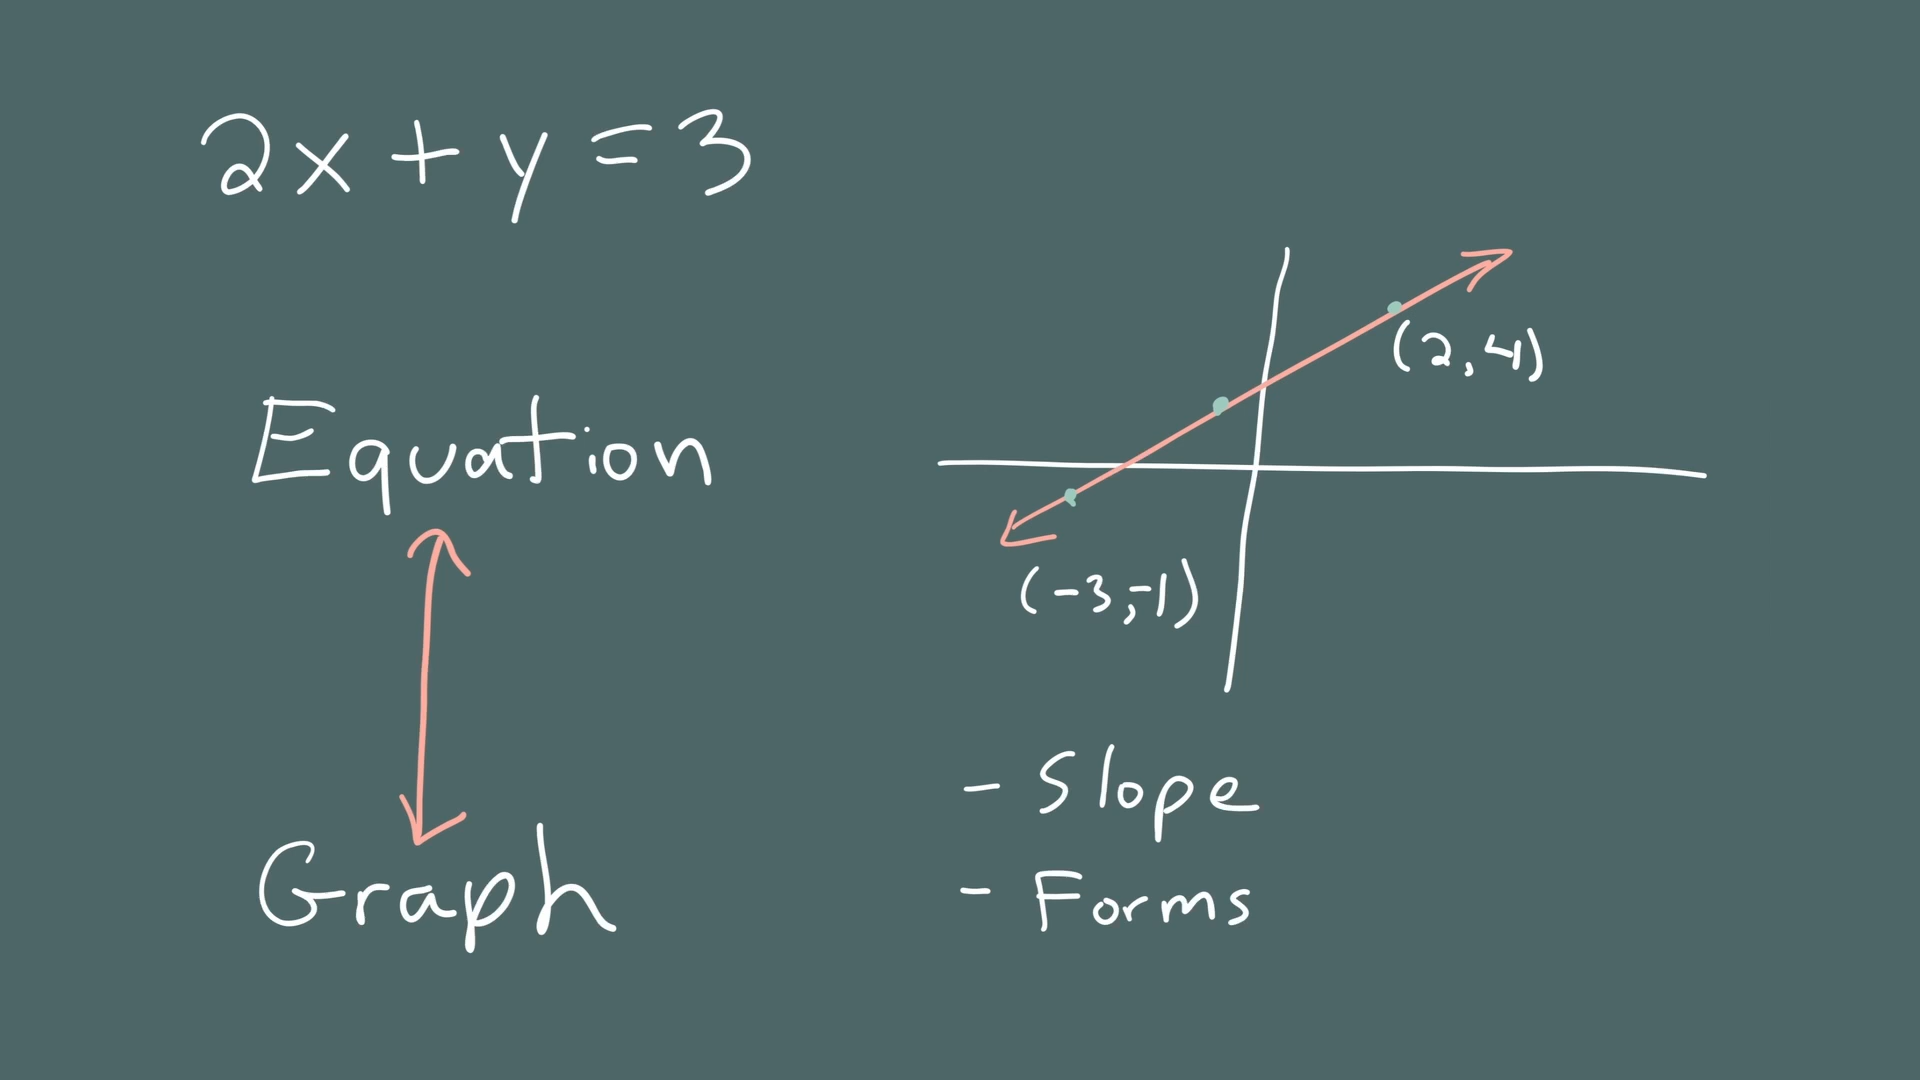 2x + y = 3
Equation
Graph
(2,4)
(-3,-1)
- Slope
- Forms